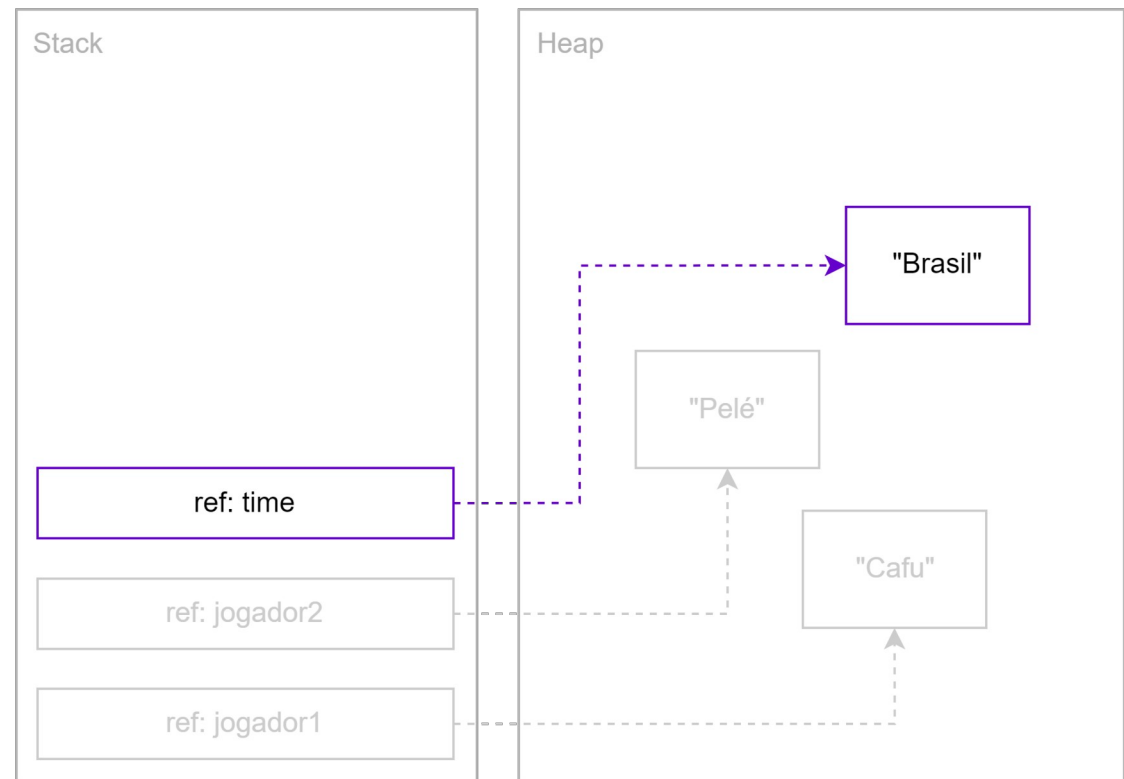 Stack
Heap
"Brasil"
"Pelé"
ref: time
"Cafu"
ref: jogador2
ref: jogador1